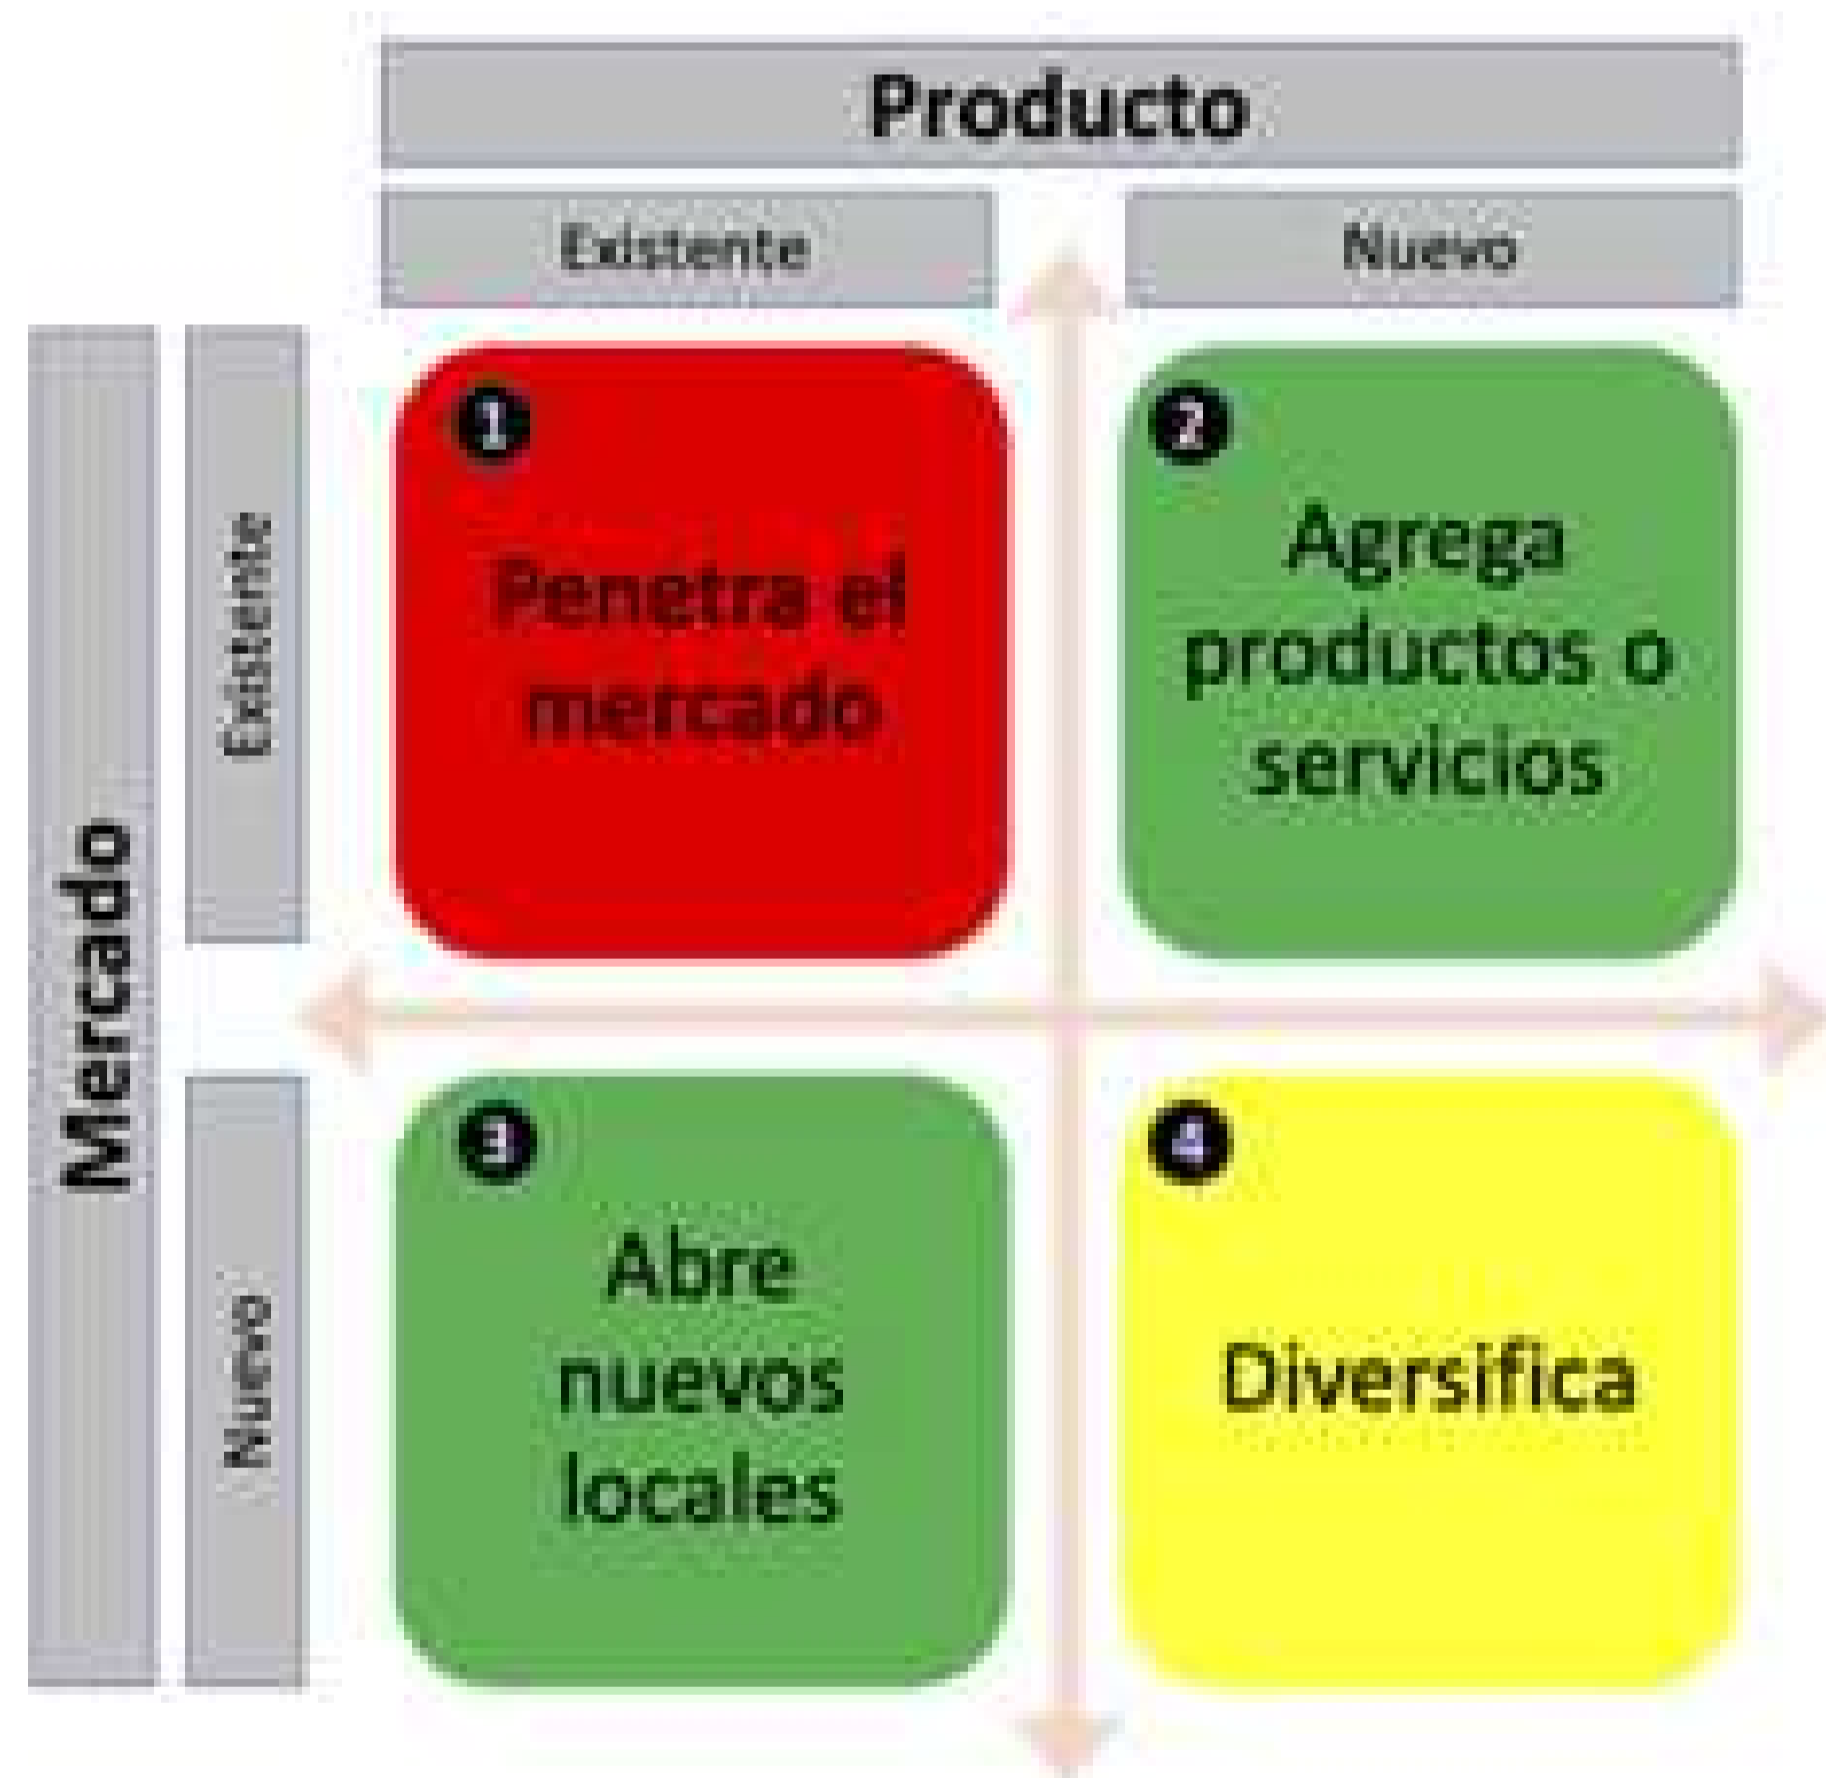 Producto
Existente
Nuevo
Mercado
Existente
1
Penetra el
mercado
2
Agrega
productos o
servicios
Nuevo
3
Abre
nuevos
locales
4
Diversifica